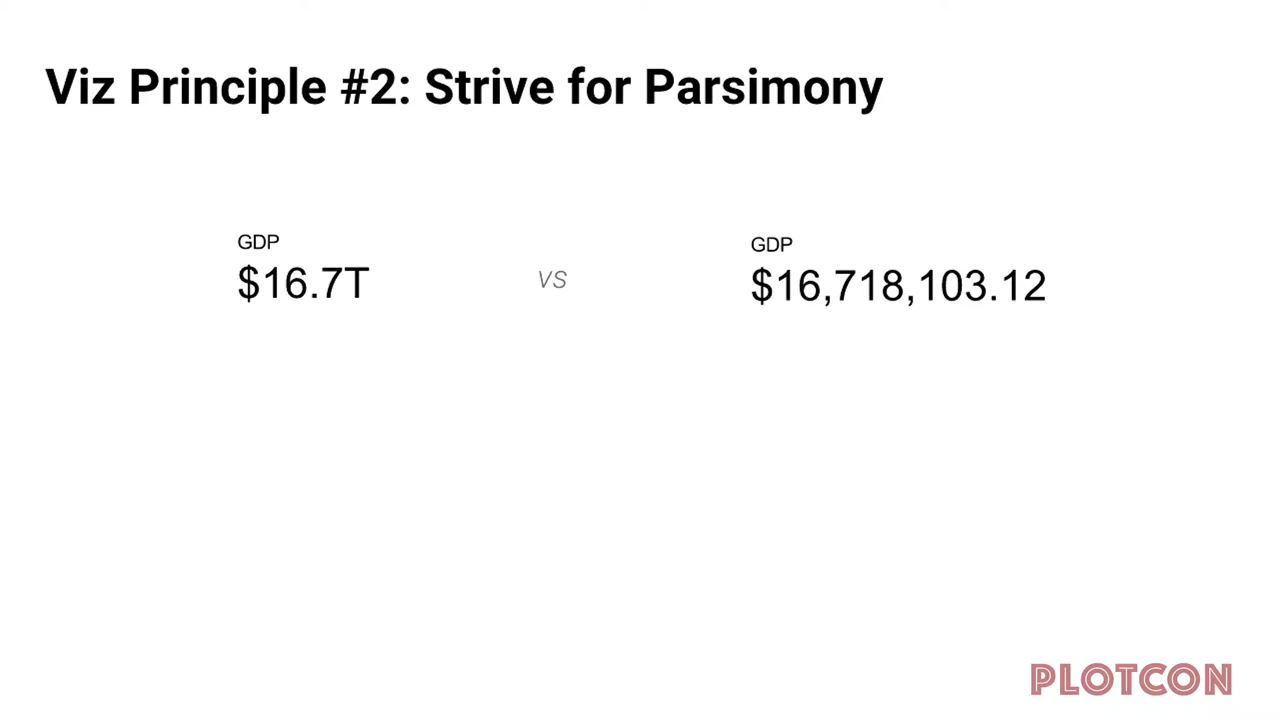 Viz Principle #2: Strive for Parsimony
GDP
$16.7T
VS
GDP
$16,718,103.12
PLOTCON